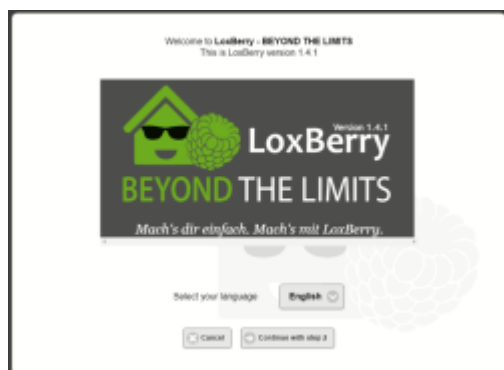 Welcome to LoxBerry - BEYOND THE LIMITS
This is LoxBerry version 1.4.1
Version 1.4.1
LoxBerry
BEYOND THE LIMITS
Mach's dir einfach. Mach's mit LoxBerry.
Select your language English
Cancel Continue with step 2